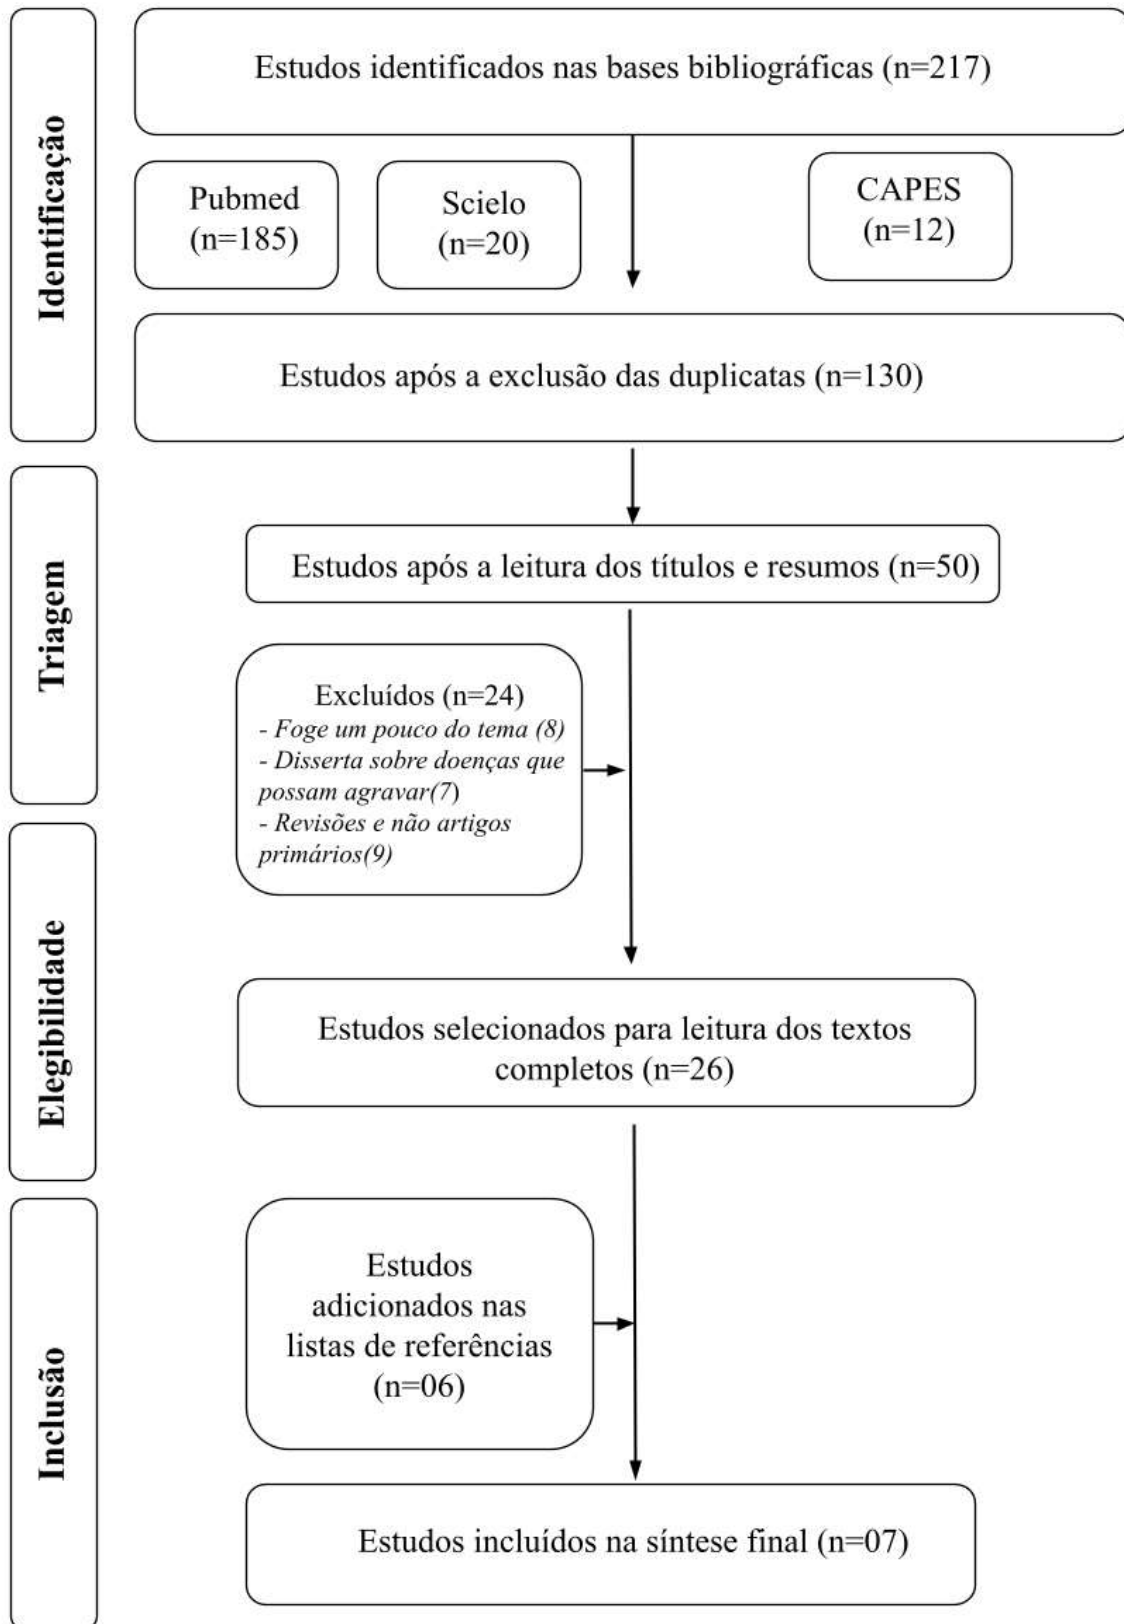 Identificação
Estudos identificados nas bases bibliográficas (n=217)
Pubmed
(n=185)
Scielo
(n=20)
CAPES
(n=12)
Estudos após a exclusão das duplicatas (n=130)
Triagem
Estudos após a leitura dos títulos e resumos (n=50)
Excluídos (n=24)
- Foge um pouco do tema (8)
- Disserta sobre doenças que
possam agravar(7)
- Revisões e não artigos
primários(9)
Elegibilidade
Estudos selecionados para leitura dos textos
completos (n=26)
Inclusão
Estudos
adicionados nas
listas de referências
(n=06)
Estudos incluídos na síntese final (n=07)